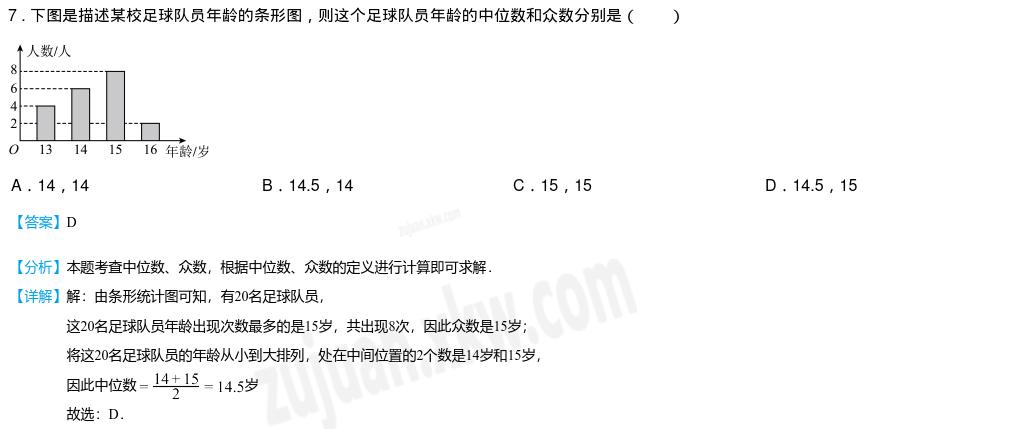 7．下图是描述某校足球队员年龄的条形图，则这个足球队员年龄的中位数和众数分别是（　　）
人数/人
8
6
4
2
O 13 14 15 16 年龄/岁
A．14，14 B．14.5，14 C．15，15 D．14.5，15
【答案】D
【分析】本题考查中位数、众数，根据中位数、众数的定义进行计算即可求解．
【详解】解：由条形统计图可知，有20名足球队员，
这20名足球队员年龄出现次数最多的是15岁，共出现8次，因此众数是15岁；
将这20名足球队员的年龄从小到大排列，处在中间位置的2个数是14岁和15岁，
因此中位数 = (14+15)/2 = 14.5岁
故选：D．
zujuan.xkw.com
zujuan.xkw.com